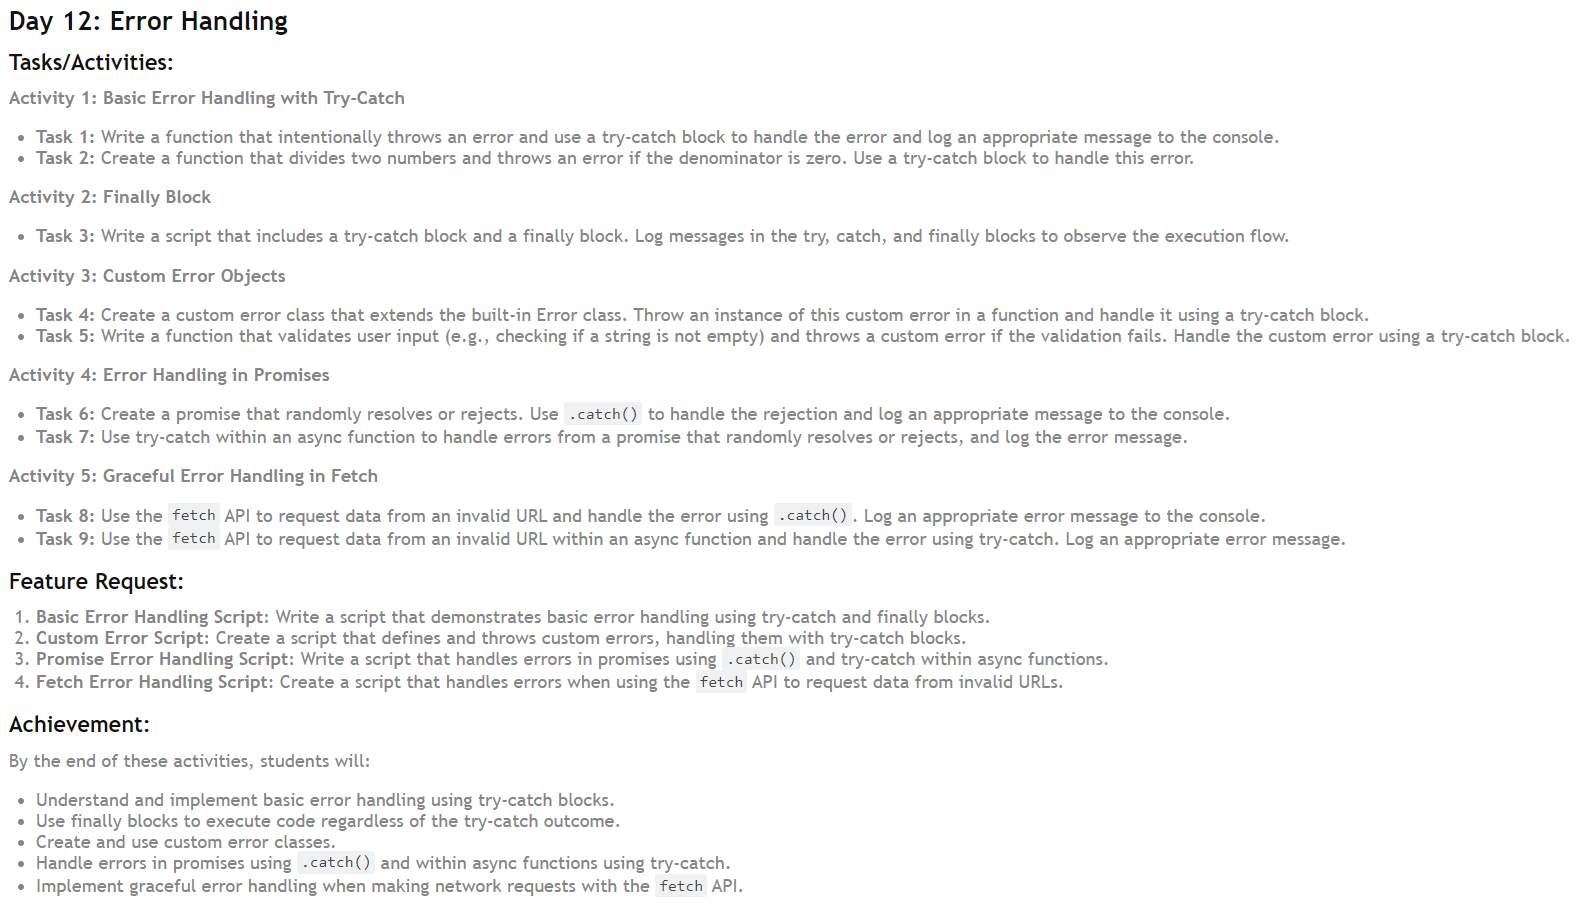 Day 12: Error Handling
Tasks/Activities:
Activity 1: Basic Error Handling with Try-Catch
• Task 1: Write a function that intentionally throws an error and use a try-catch block to handle the error and log an appropriate message to the console.
• Task 2: Create a function that divides two numbers and throws an error if the denominator is zero. Use a try-catch block to handle this error.
Activity 2: Finally Block
• Task 3: Write a script that includes a try-catch block and a finally block. Log messages in the try, catch, and finally blocks to observe the execution flow.
Activity 3: Custom Error Objects
• Task 4: Create a custom error class that extends the built-in Error class. Throw an instance of this custom error in a function and handle it using a try-catch block.
• Task 5: Write a function that validates user input (e.g., checking if a string is not empty) and throws a custom error if the validation fails. Handle the custom error using a try-catch block.
Activity 4: Error Handling in Promises
• Task 6: Create a promise that randomly resolves or rejects. Use .catch() to handle the rejection and log an appropriate message to the console.
• Task 7: Use try-catch within an async function to handle errors from a promise that randomly resolves or rejects, and log the error message.
Activity 5: Graceful Error Handling in Fetch
• Task 8: Use the fetch API to request data from an invalid URL and handle the error using .catch(). Log an appropriate error message to the console.
• Task 9: Use the fetch API to request data from an invalid URL within an async function and handle the error using try-catch. Log an appropriate error message.
Feature Request:
1. Basic Error Handling Script: Write a script that demonstrates basic error handling using try-catch and finally blocks.
2. Custom Error Script: Create a script that defines and throws custom errors, handling them with try-catch blocks.
3. Promise Error Handling Script: Write a script that handles errors in promises using .catch() and try-catch within async functions.
4. Fetch Error Handling Script: Create a script that handles errors when using the fetch API to request data from invalid URLs.
Achievement:
By the end of these activities, students will:
• Understand and implement basic error handling using try-catch blocks.
• Use finally blocks to execute code regardless of the try-catch outcome.
• Create and use custom error classes.
• Handle errors in promises using .catch() and within async functions using try-catch.
• Implement graceful error handling when making network requests with the fetch API.